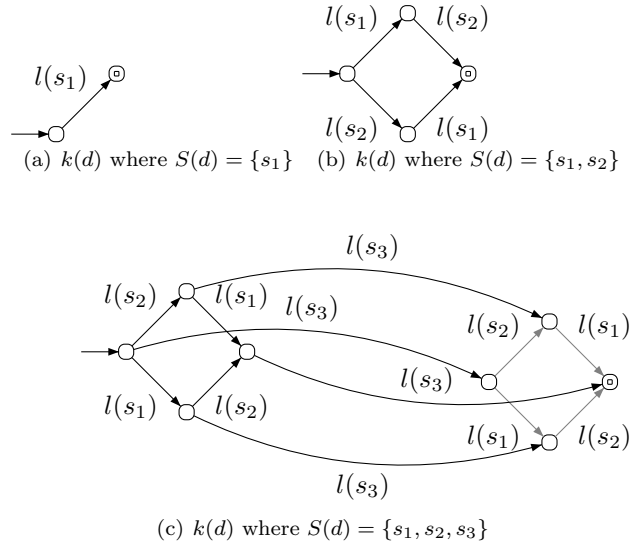 l(s₁) l(s₂)
l(s₁)
l(s₂) l(s₁)
(a) k(d) where S(d) = {s₁} (b) k(d) where S(d) = {s₁, s₂}
l(s₃)
l(s₂) l(s₁) l(s₃)
l(s₂) l(s₁)
l(s₃)
l(s₁) l(s₂)
l(s₁) l(s₂)
l(s₃)
(c) k(d) where S(d) = {s₁, s₂, s₃}